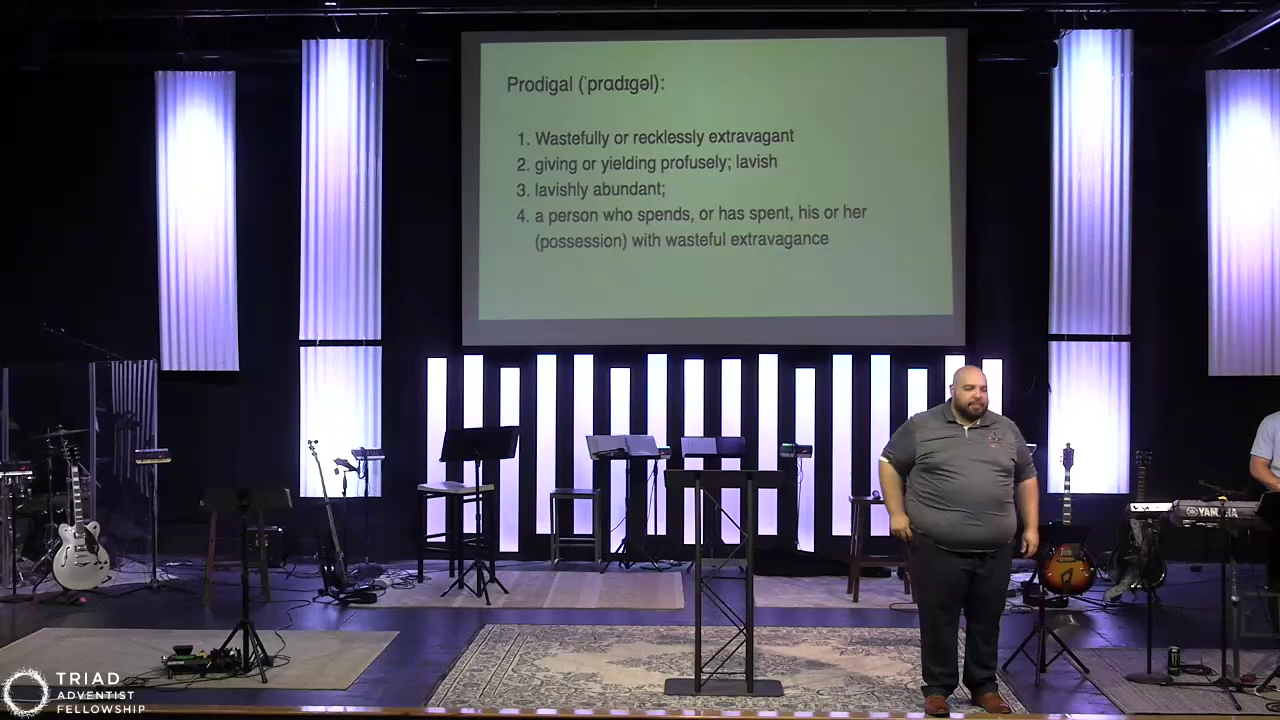 Prodigal (ˈprɑdɪɡəl):
1. Wastefully or recklessly extravagant
2. giving or yielding profusely; lavish
3. lavishly abundant;
4. a person who spends, or has spent, his or her
(possession) with wasteful extravagance
YAMAHA
TRIAD
ADVENTIST
FELLOWSHIP